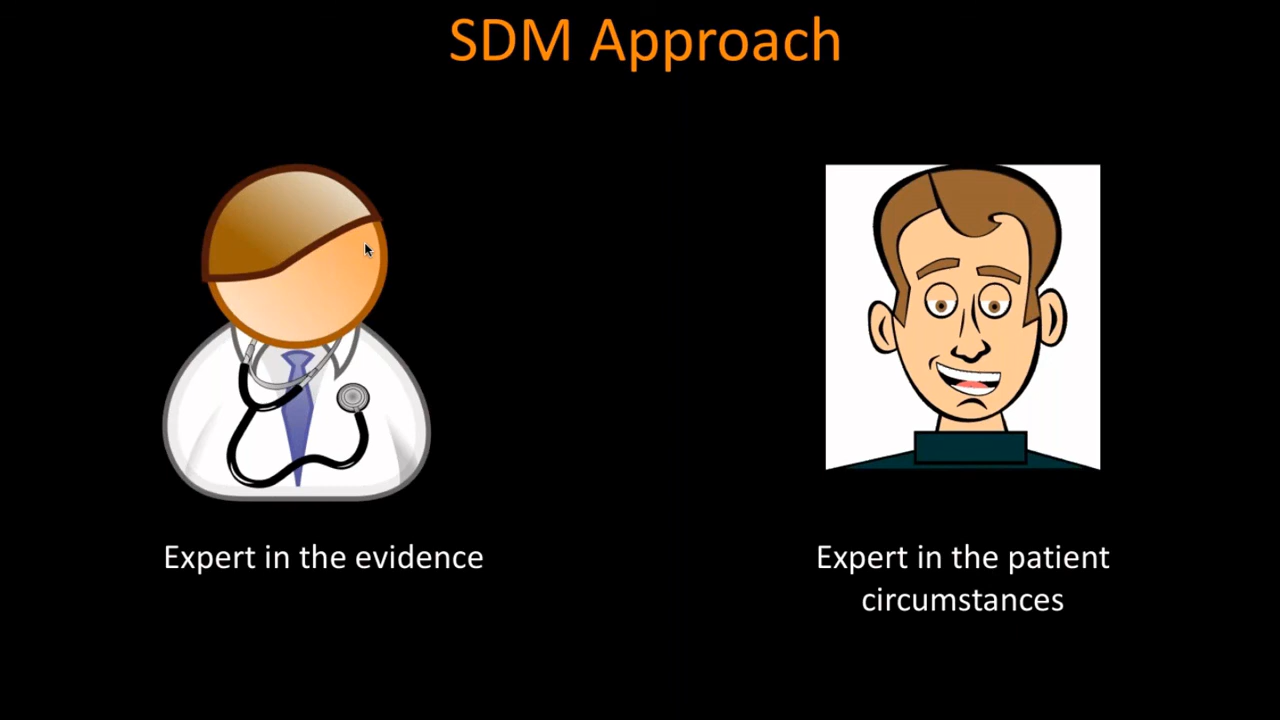 SDM Approach
Expert in the evidence
Expert in the patient
circumstances